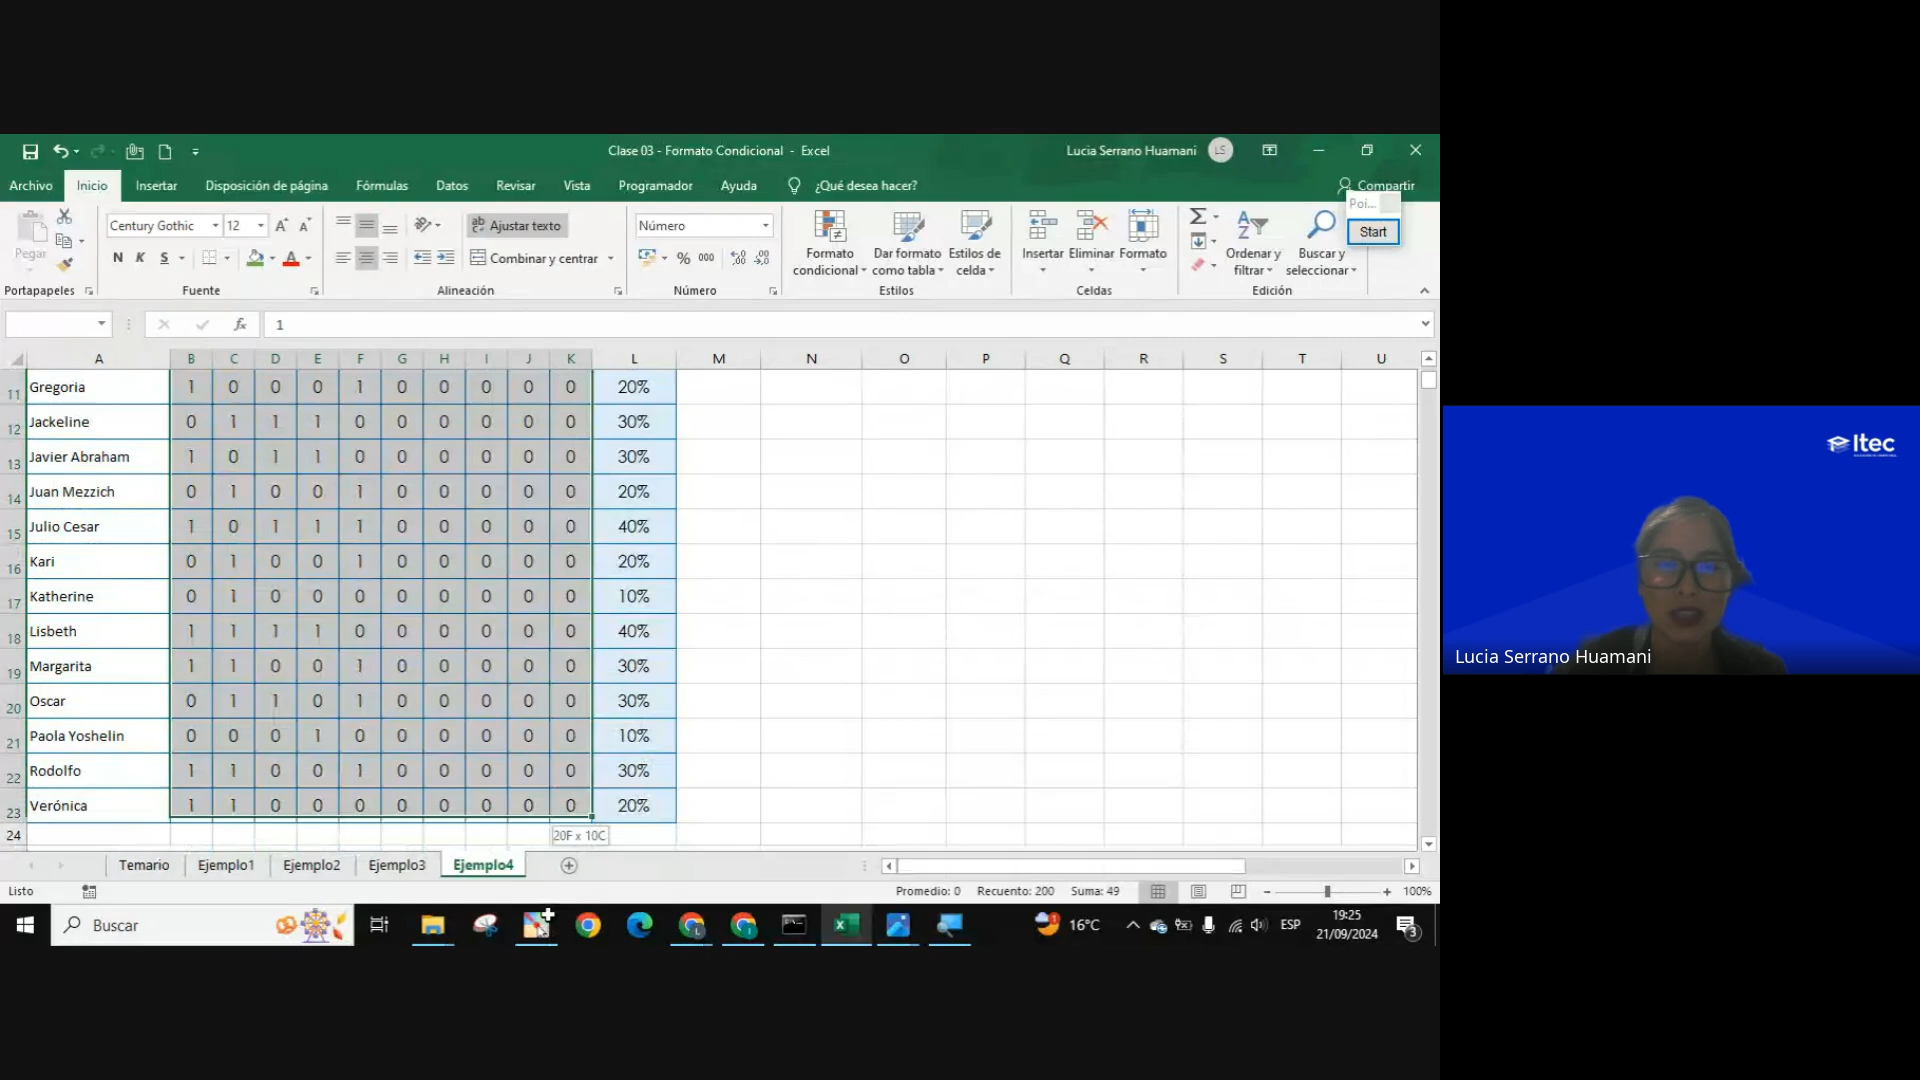 Clase 03 - Formato Condicional - Excel
Lucia Serrano Huamani
LS
Archivo
Inicio
Insertar
Disposición de página
Fórmulas
Datos
Revisar
Vista
Programador
Ayuda
¿Qué desea hacer?
Compartir
Poi...
Start
Pegar
Century Gothic
12
N K S
Ajustar texto
Combinar y centrar
Número
% 000
Formato condicional
Dar formato como tabla
Estilos de celda
Insertar
Eliminar
Formato
Ordenar y filtrar
Buscar y seleccionar
Portapapeles
Fuente
Alineación
Número
Estilos
Celdas
Edición
fx
1
A B C D E F G H I J K L M N O P Q R S T U
11 Gregoria 1 0 0 0 1 0 0 0 0 0 20%
12 Jackeline 0 1 1 1 0 0 0 0 0 0 30%
13 Javier Abraham 1 0 1 1 0 0 0 0 0 0 30%
14 Juan Mezzich 0 1 0 0 1 0 0 0 0 0 20%
15 Julio Cesar 1 0 1 1 1 0 0 0 0 0 40%
16 Kari 0 1 0 0 1 0 0 0 0 0 20%
17 Katherine 0 1 0 0 0 0 0 0 0 0 10%
18 Lisbeth 1 1 1 1 0 0 0 0 0 0 40%
19 Margarita 1 1 0 0 1 0 0 0 0 0 30%
20 Oscar 0 1 1 0 1 0 0 0 0 0 30%
21 Paola Yoshelin 0 0 0 1 0 0 0 0 0 0 10%
22 Rodolfo 1 1 0 0 1 0 0 0 0 0 30%
23 Verónica 1 1 0 0 0 0 0 0 0 0 20%
24
20F x 10C
Temario
Ejemplo1
Ejemplo2
Ejemplo3
Ejemplo4
Listo
Promedio: 0
Recuento: 200
Suma: 49
100%
Buscar
16°C
ESP
19:25
21/09/2024
3
Itec
Lucia Serrano Huamani